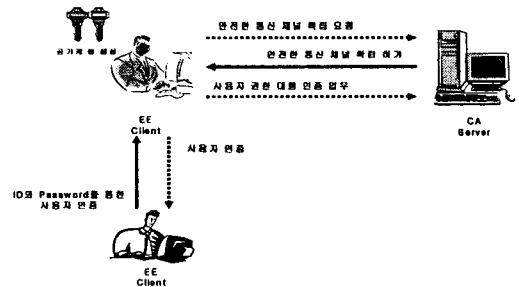 안전한 통신 채널 확립 요청
안전한 통신 채널 확립 허가
공개키 쌍 생성
사용자 권한 대행 인증 업무
CA
Server
EE
Client
사용자 인증
ID와 Password를 통한
사용자 인증
EE
Client